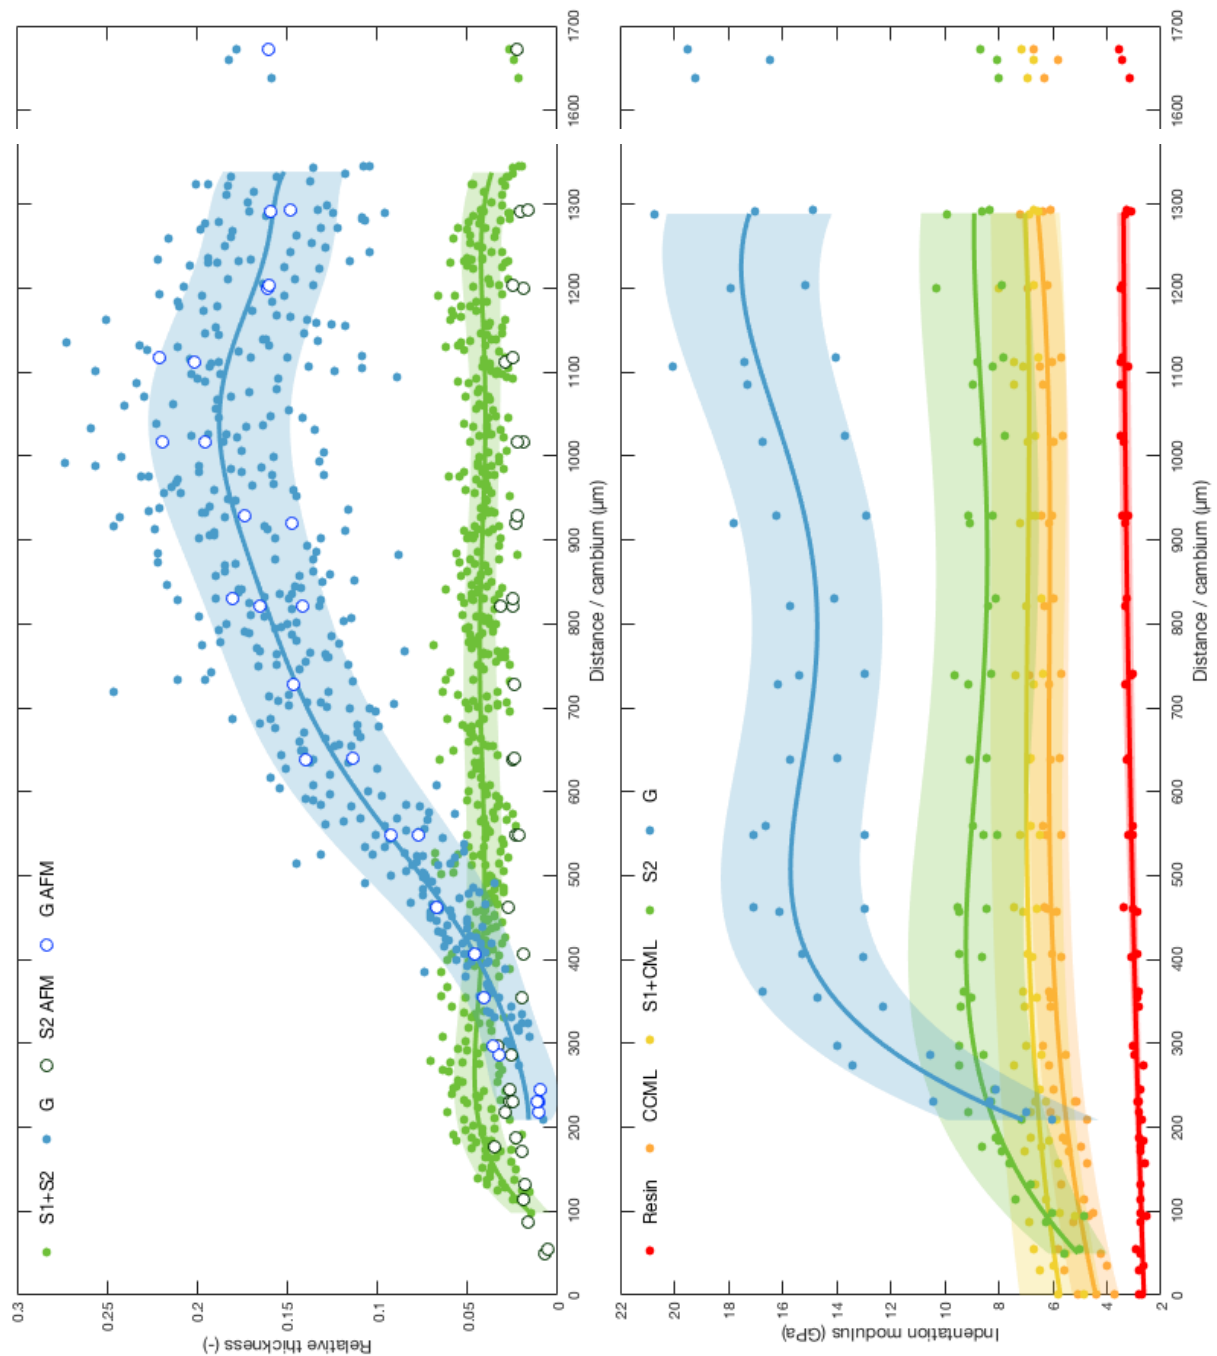 S1+S2 G S2 AFM G AFM
Relative thickness (-)
0.3
0.25
0.2
0.15
0.1
0.05
0
0 100 200 300 400 500 600 700 800 900 1000 1100 1200 1300 1600 1700
Distance / cambium (µm)
Resin CCML S1+CML S2 G
Indentation modulus (GPa)
22
20
18
16
14
12
10
8
6
4
2
0 100 200 300 400 500 600 700 800 900 1000 1100 1200 1300 1600 1700
Distance / cambium (µm)